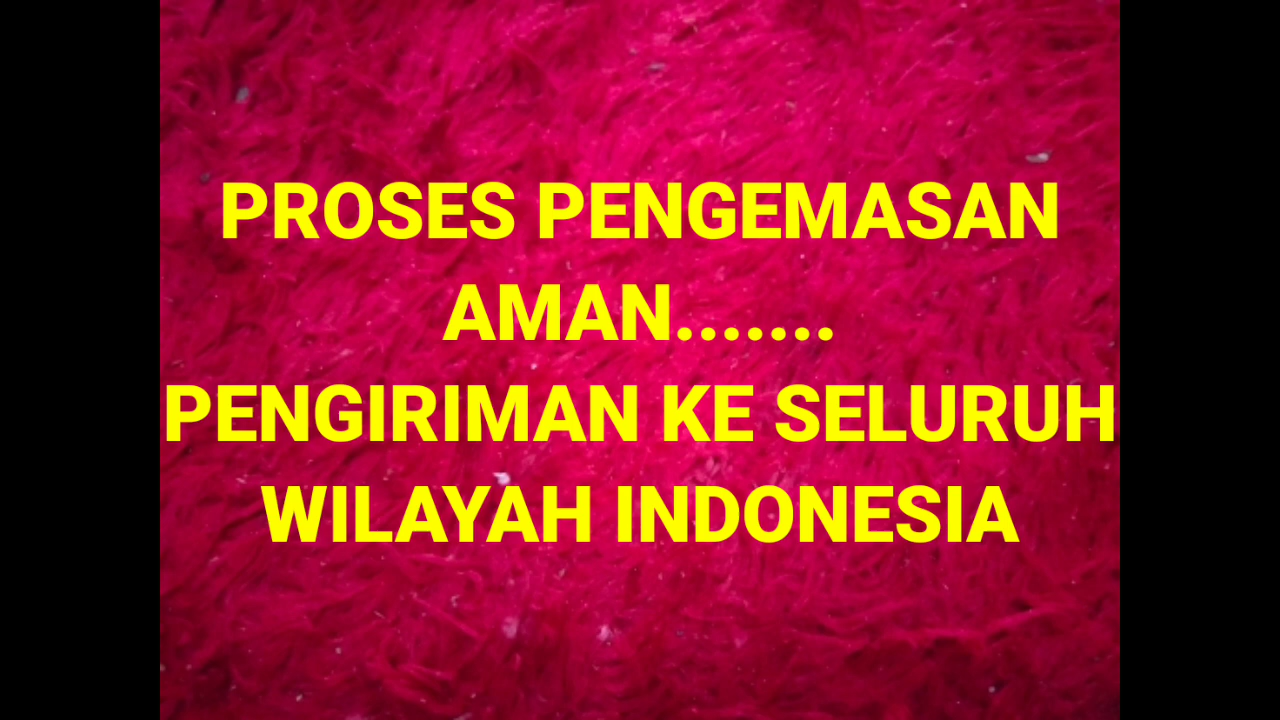 PROSES PENGEMASAN
AMAN.......
PENGIRIMAN KE SELURUH
WILAYAH INDONESIA